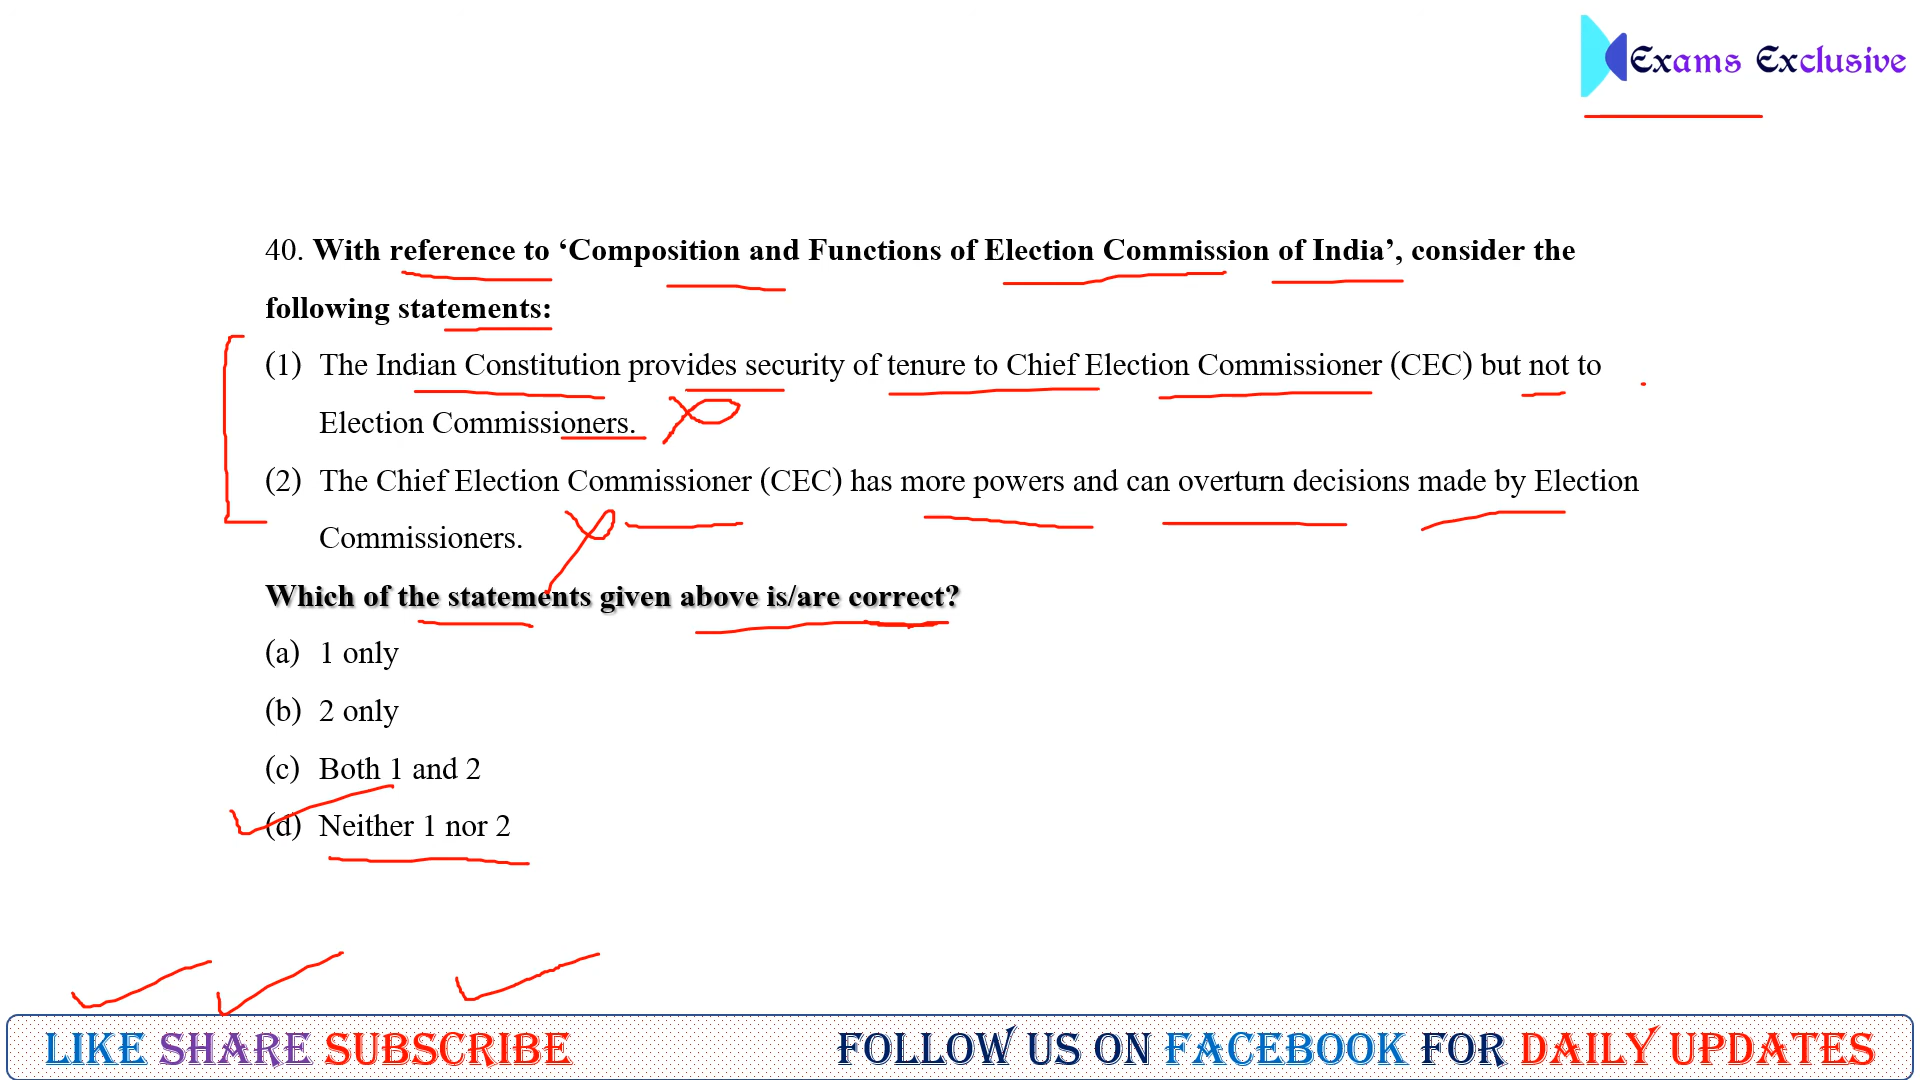 Exams Exclusive
40. With reference to ‘Composition and Functions of Election Commission of India’, consider the
following statements:
(1) The Indian Constitution provides security of tenure to Chief Election Commissioner (CEC) but not to
Election Commissioners.
(2) The Chief Election Commissioner (CEC) has more powers and can overturn decisions made by Election
Commissioners.
Which of the statements given above is/are correct?
(a) 1 only
(b) 2 only
(c) Both 1 and 2
(d) Neither 1 nor 2
LIKE SHARE SUBSCRIBE FOLLOW US ON FACEBOOK FOR DAILY UPDATES